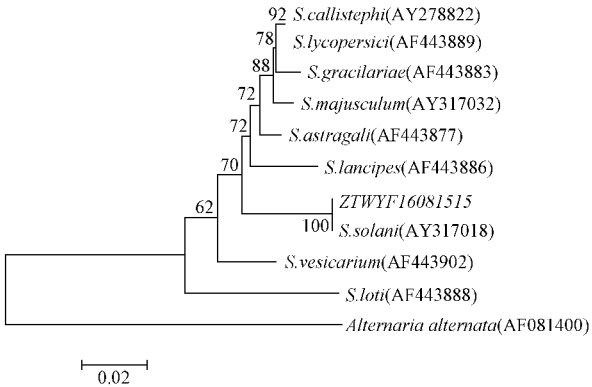 92
S.callistephi(AY278822)
78
S.lycopersici(AF443889)
88
S.gracilariae(AF443883)
72
S.majusculum(AY317032)
72
S.astragali(AF443877)
70
S.lancipes(AF443886)
62
ZTWYF16081515
100
S.solani(AY317018)
S.vesicarium(AF443902)
S.loti(AF443888)
Alternaria alternata(AF081400)
0.02